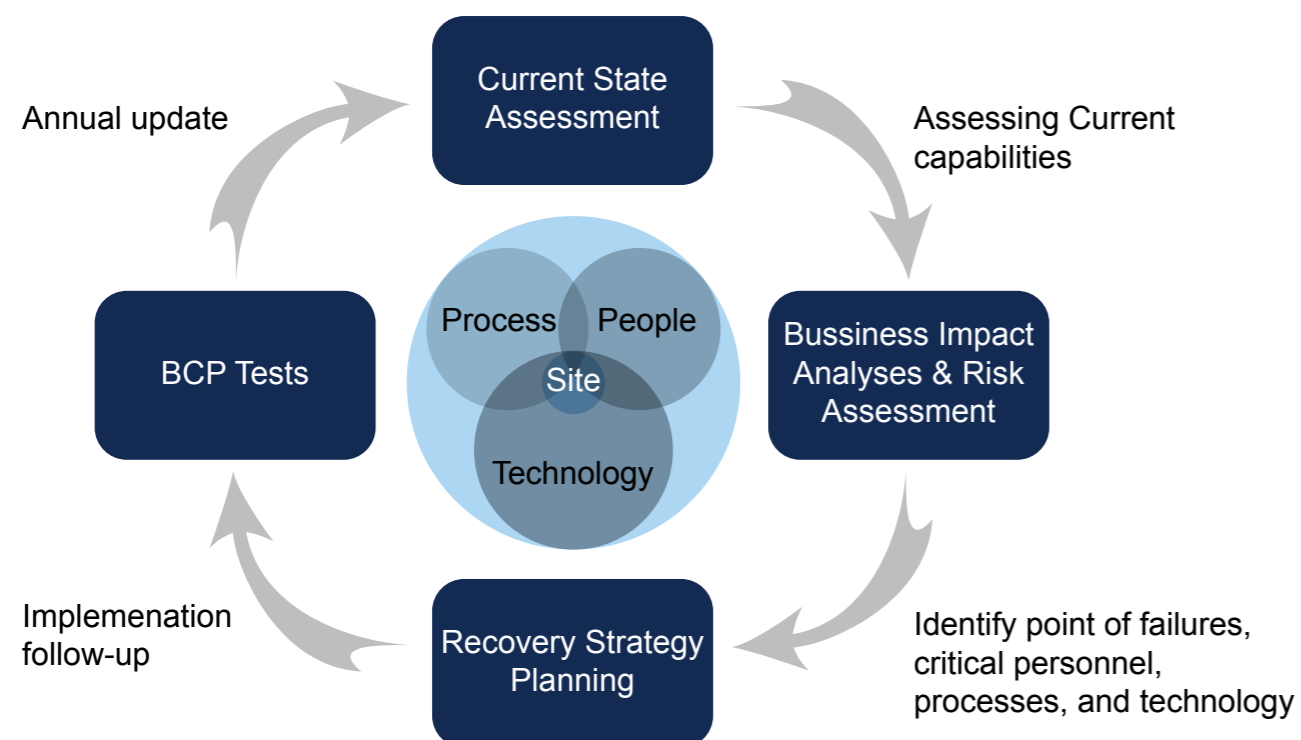 Current State
Assessment
Annual update
Assessing Current
capabilities
Process
People
Site
Technology
BCP Tests
Bussiness Impact
Analyses & Risk
Assessment
Implemenation
follow-up
Recovery Strategy
Planning
Identify point of failures,
critical personnel,
processes, and technology